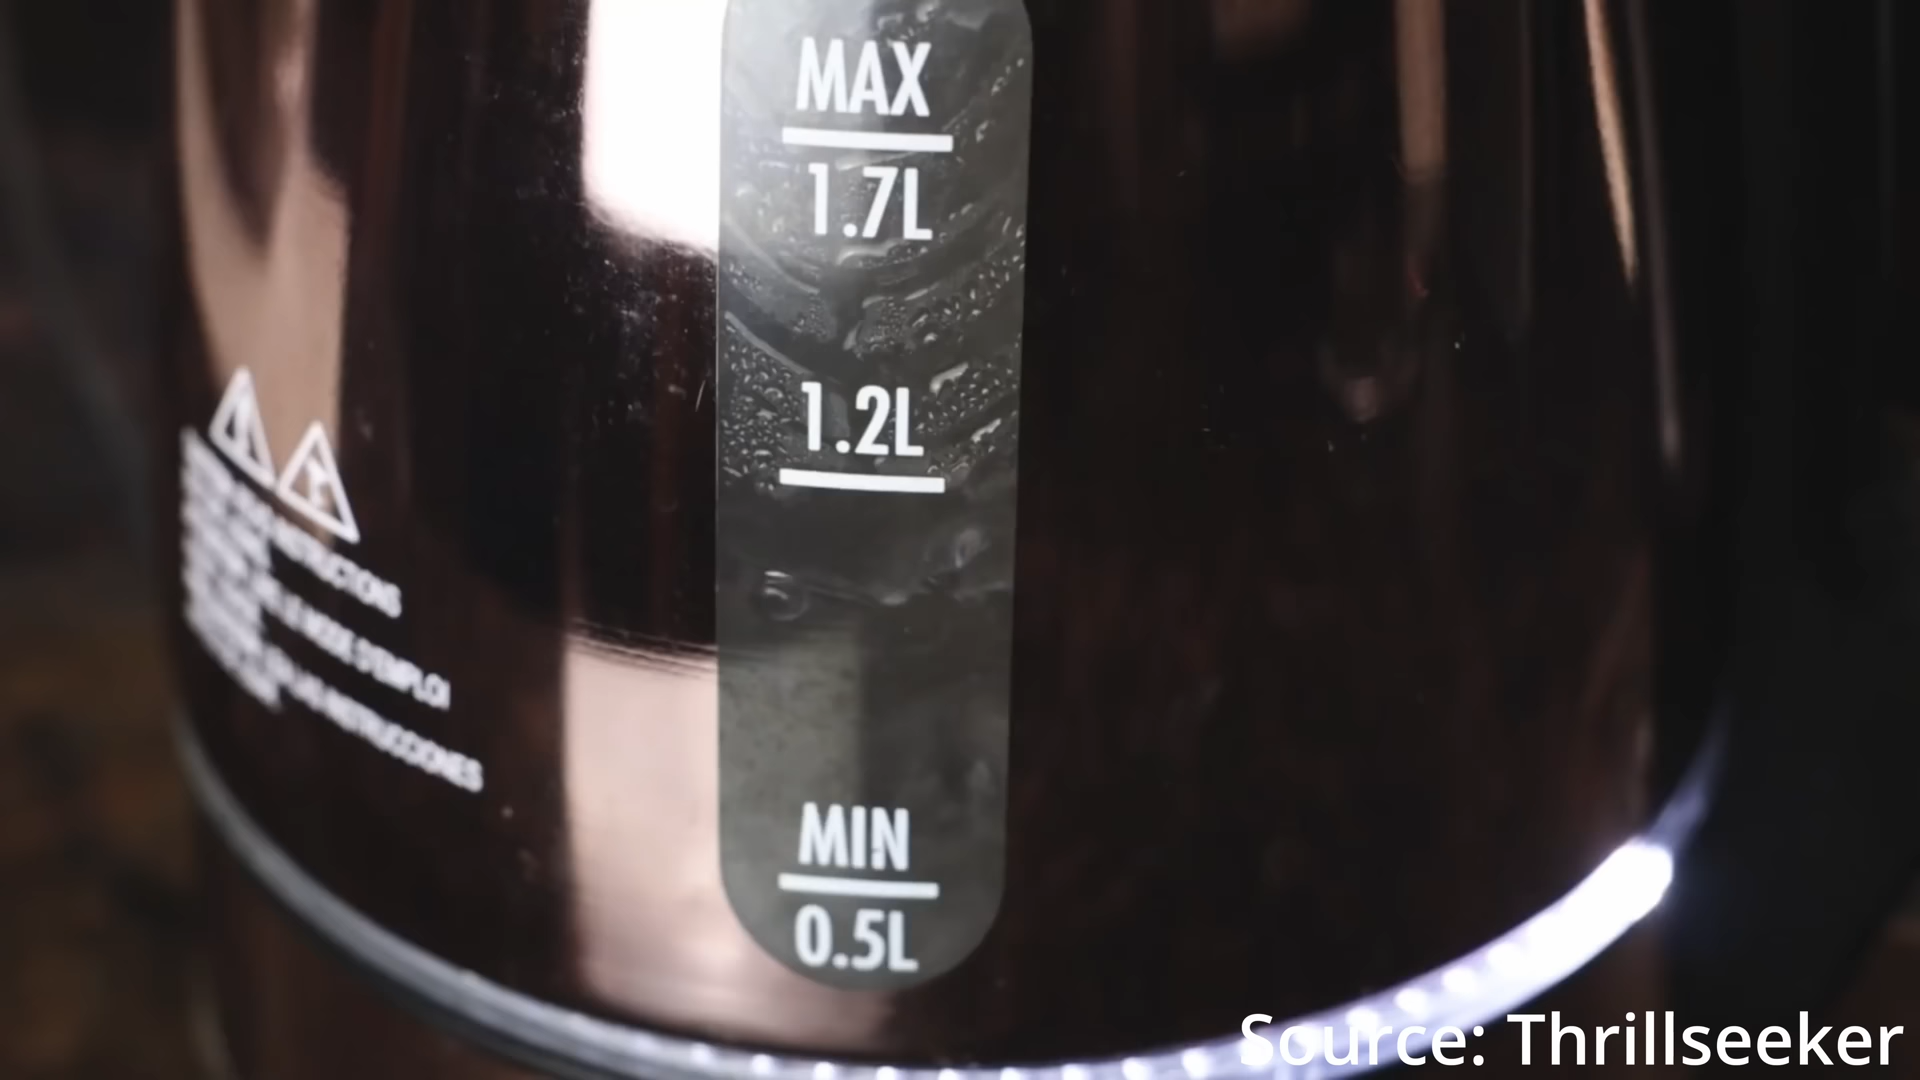 MAX
1.7L
1.2L
MIN
0.5L
INSTRUCTIONS
MODE D'EMPLOI
LAS INSTRUCCIONES
Source: Thrillseeker